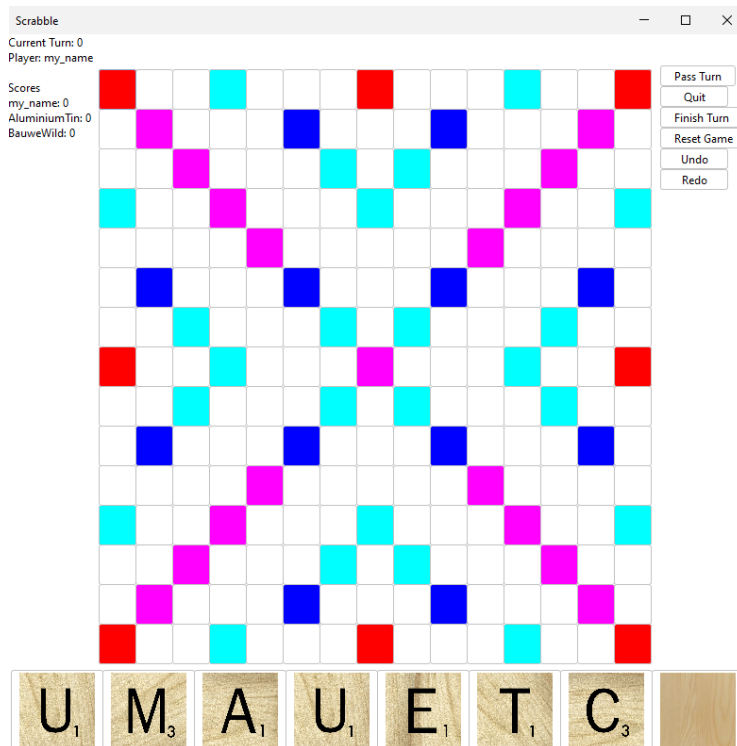 Scrabble
Current Turn: 0
Player: my_name
Scores
my_name: 0
AluminiumTin: 0
BauweWild: 0
Pass Turn
Quit
Finish Turn
Reset Game
Undo
Redo
U1 M3 A1 U1 E1 T1 C3